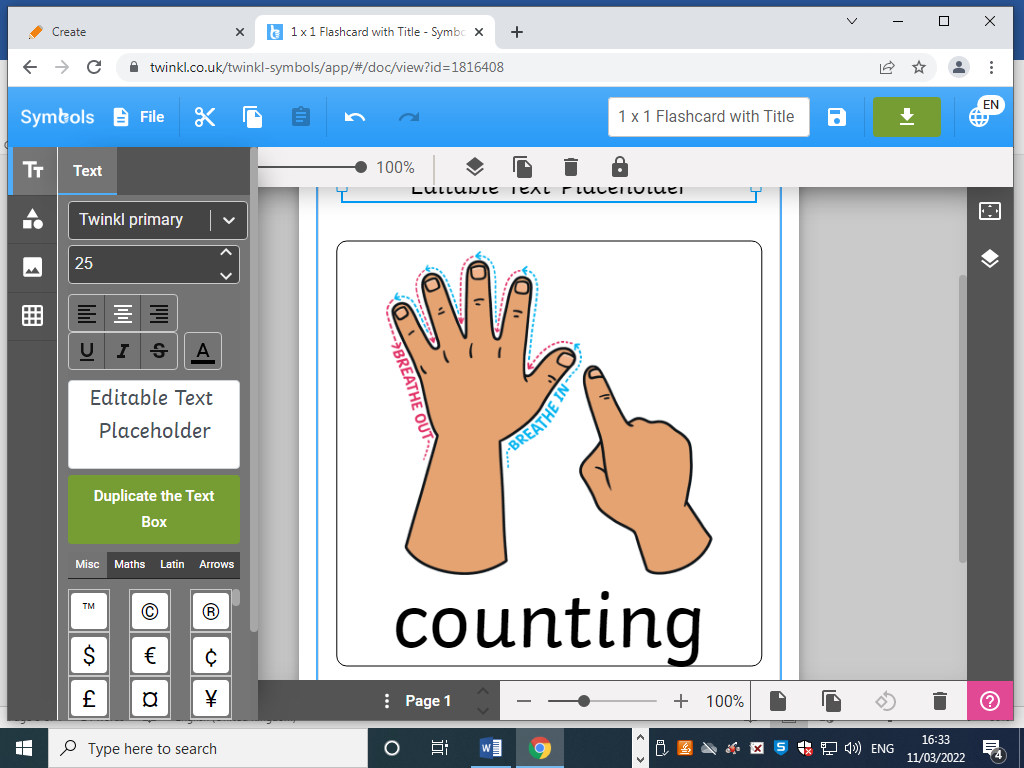 Create
1 x 1 Flashcard with Title - Symbo
twinkl.co.uk/twinkl-symbols/app/#/doc/view?id=1816408
Symbols
File
1 x 1 Flashcard with Title
EN
Text
100%
Editable Text Placeholder
Twinkl primary
25
U I S A
Editable Text
Placeholder
Duplicate the Text
Box
Misc Maths Latin Arrows
™ © ®
$ € ¢
£ ¤ ¥
BREATHE OUT
BREATHE IN
counting
Page 1
100%
Type here to search
ENG
16:33
11/03/2022
4